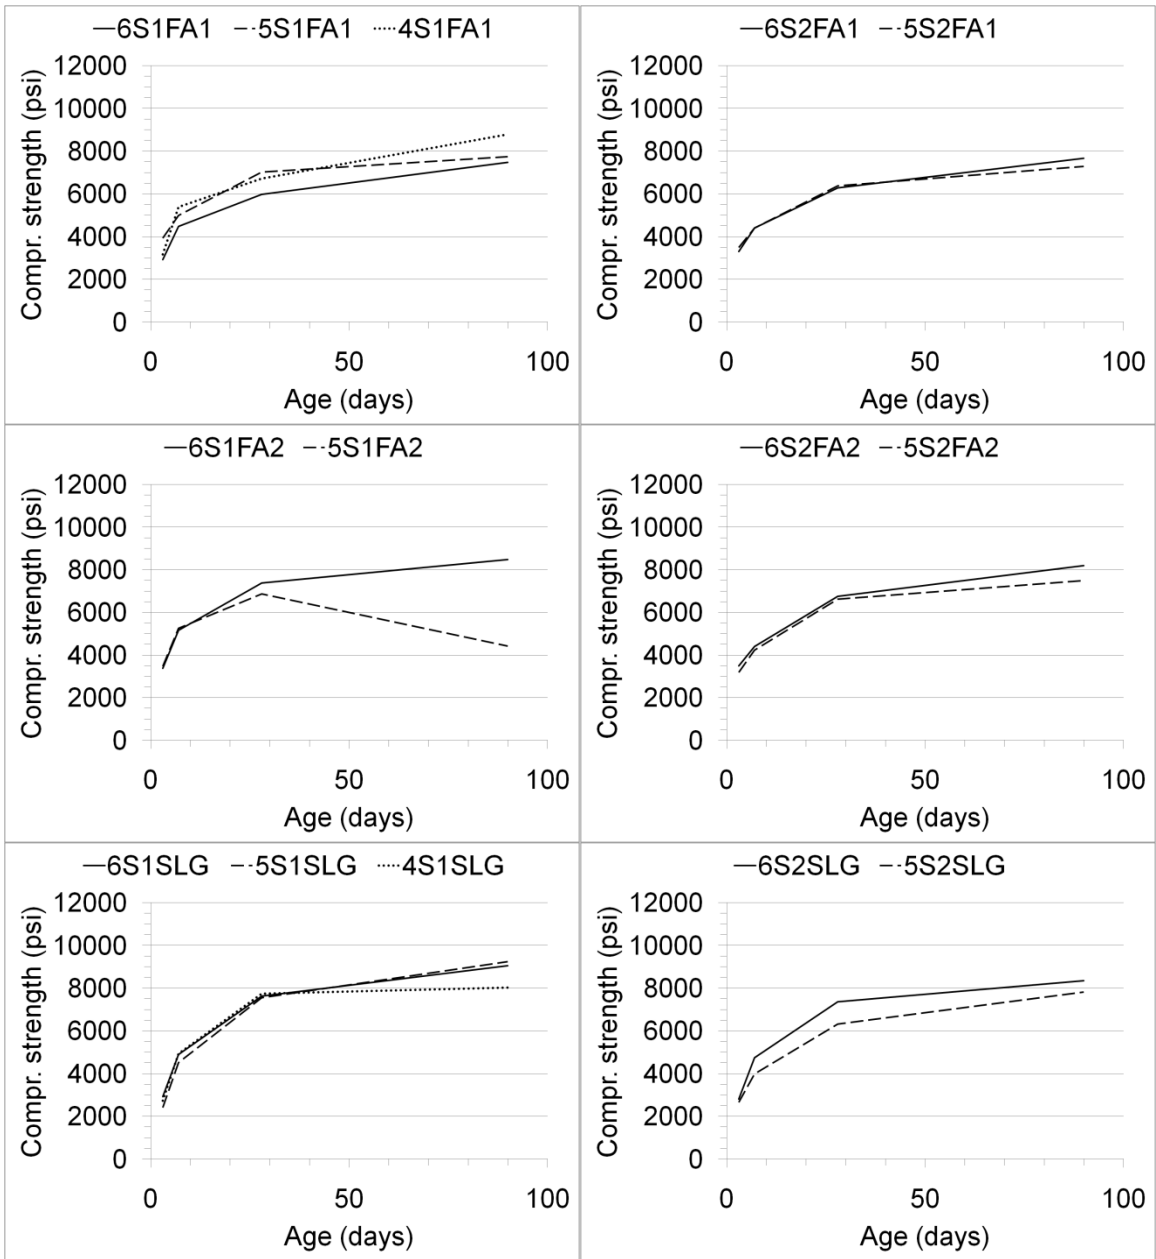 6S1FA1 5S1FA1 4S1FA1
Compr. strength (psi)
12000
10000
8000
6000
4000
2000
0
0 50 100
Age (days)
6S2FA1 5S2FA1
Compr. strength (psi)
12000
10000
8000
6000
4000
2000
0
0 50 100
Age (days)
6S1FA2 5S1FA2
Compr. strength (psi)
12000
10000
8000
6000
4000
2000
0
0 50 100
Age (days)
6S2FA2 5S2FA2
Compr. strength (psi)
12000
10000
8000
6000
4000
2000
0
0 50 100
Age (days)
6S1SLG 5S1SLG 4S1SLG
Compr. strength (psi)
12000
10000
8000
6000
4000
2000
0
0 50 100
Age (days)
6S2SLG 5S2SLG
Compr. strength (psi)
12000
10000
8000
6000
4000
2000
0
0 50 100
Age (days)